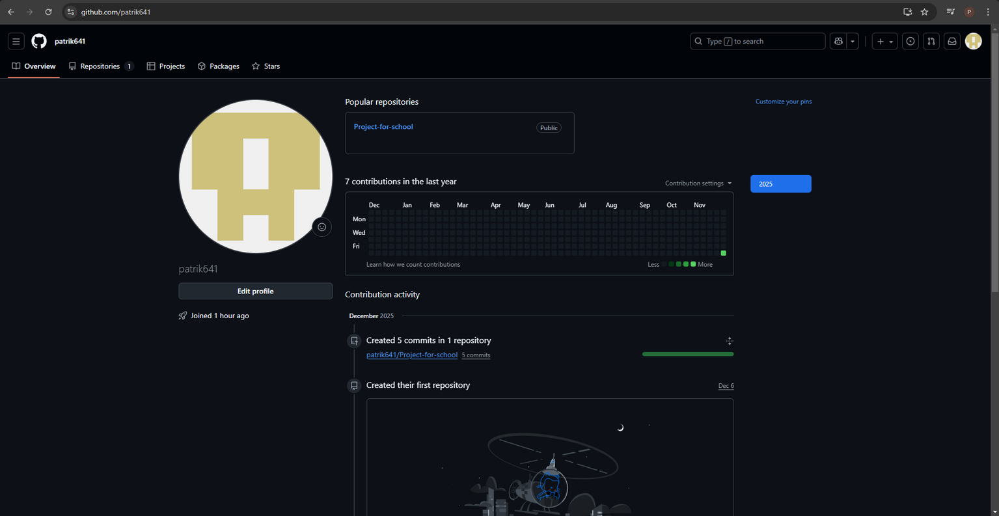 github.com/patrik641
P
patrik641
Type / to search
Overview
Repositories 1
Projects
Packages
Stars
Popular repositories
Customize your pins
Project-for-school
Public
7 contributions in the last year
Contribution settings
2025
Dec Jan Feb Mar Apr May Jun Jul Aug Sep Oct Nov
Mon
Wed
Fri
Learn how we count contributions
Less More
patrik641
Edit profile
Joined 1 hour ago
Contribution activity
December 2025
Created 5 commits in 1 repository
patrik641/Project-for-school 5 commits
Created their first repository
Dec 6